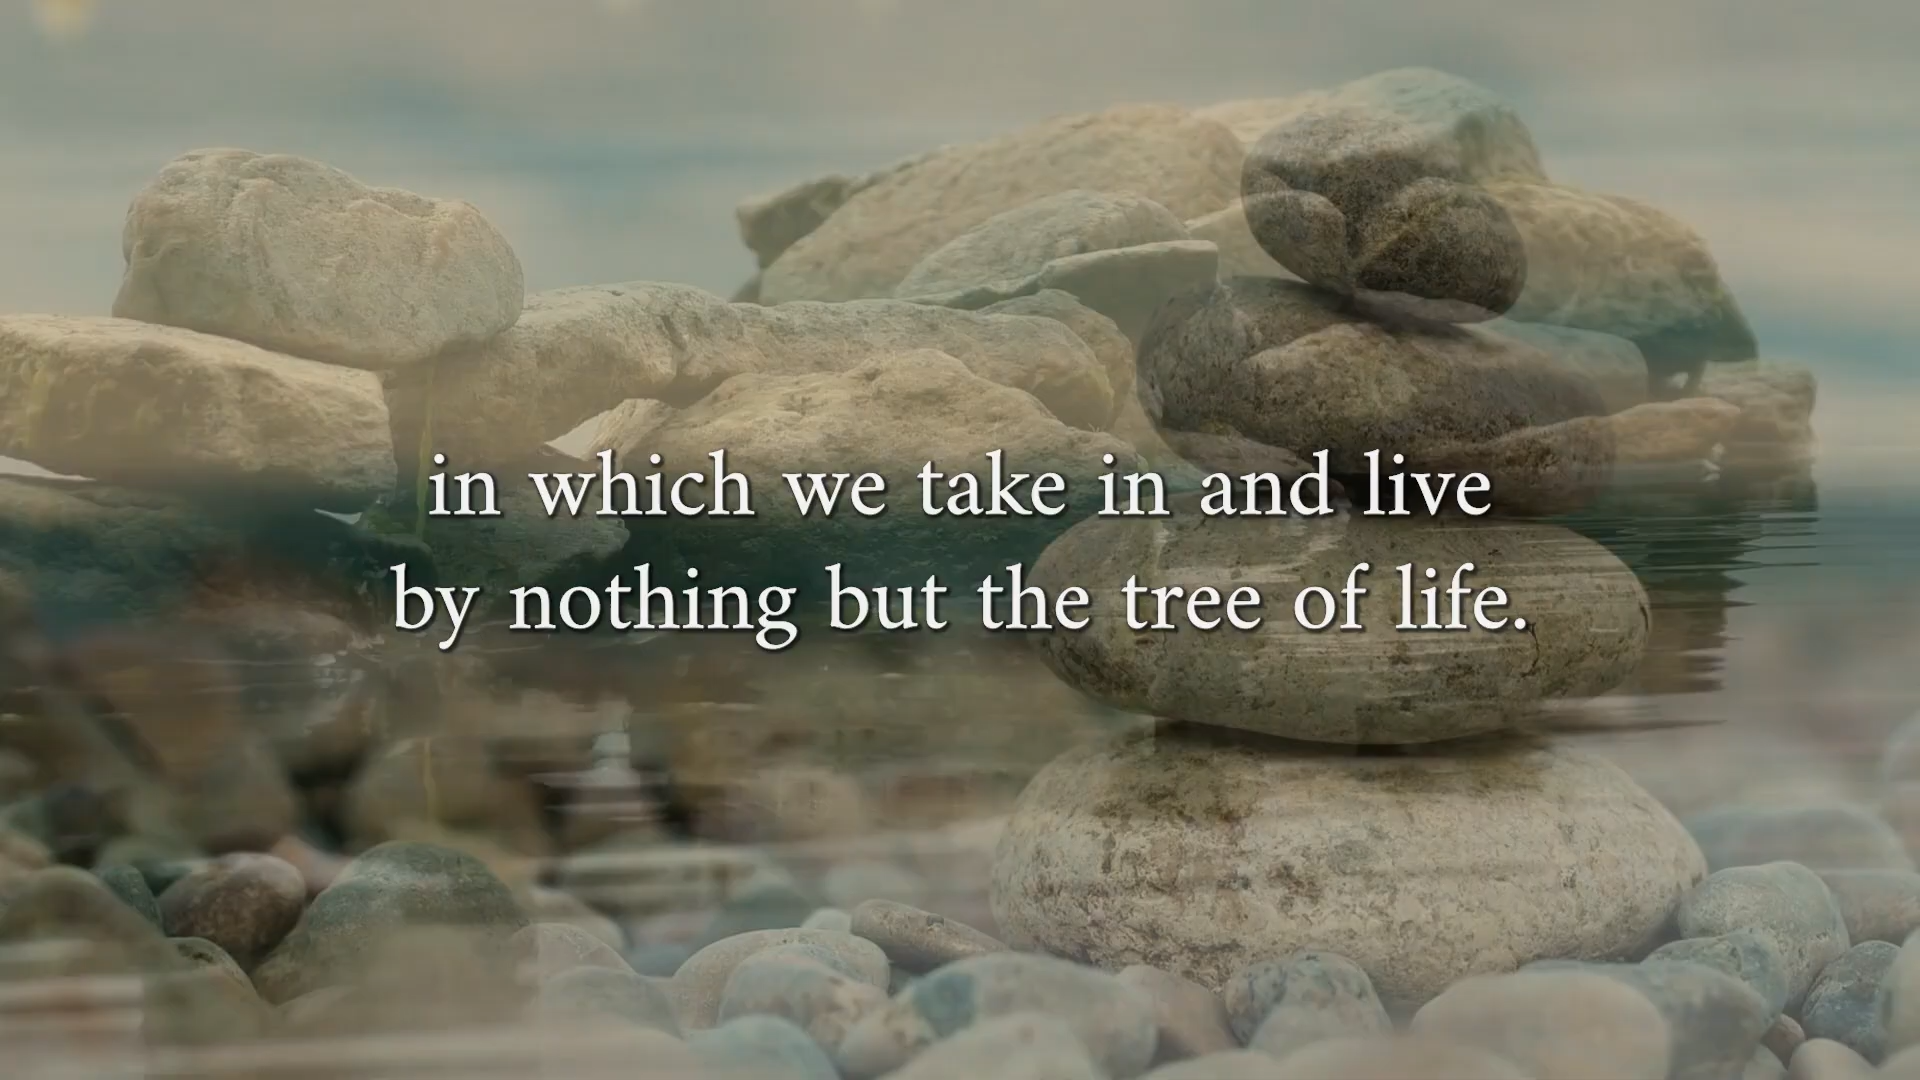 in which we take in and live
by nothing but the tree of life.